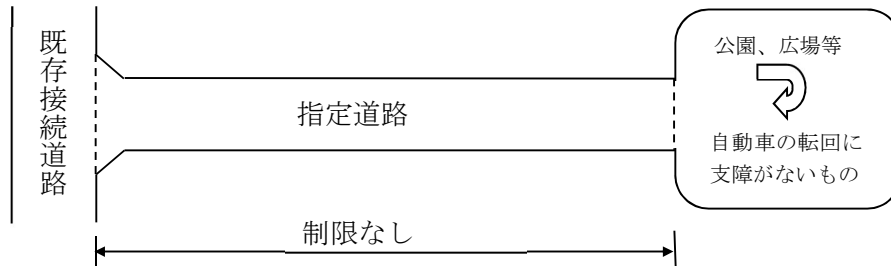 既存接続道路
指定道路
公園、広場等
自動車の転回に
支障がないもの
制限なし